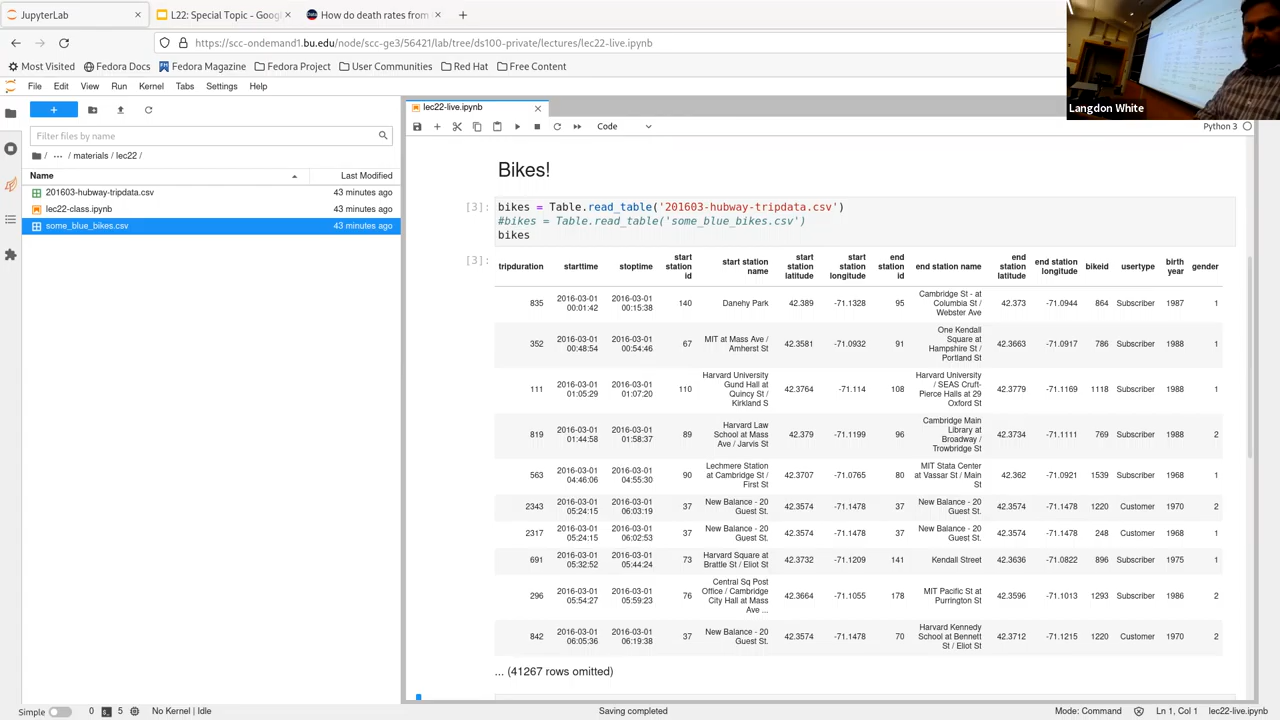 JupyterLab
L22: Special Topic - Goog
How do death rates from
https://scc-ondemand1.bu.edu/node/scc-ge3/56421/lab/tree/ds100-private/lectures/lec22-live.ipynb
Most Visited Fedora Docs Fedora Magazine Fedora Project User Communities Red Hat Free Content
Langdon White
File Edit View Run Kernel Tabs Settings Help
lec22-live.ipynb
Filter files by name
Code
Python 3
/ ··· / materials / lec22 /
Name Last Modified
201603-hubway-tripdata.csv 43 minutes ago
lec22-class.ipynb 43 minutes ago
some_blue_bikes.csv 43 minutes ago
Bikes!
[3]: bikes = Table.read_table('201603-hubway-tripdata.csv')
#bikes = Table.read_table('some_blue_bikes.csv')
bikes
[3]: tripduration starttime stoptime start station id start station name start station latitude start station longitude end station id end station name end station latitude end station longitude bikeid usertype birth year gender
835 2016-03-01 00:01:42 2016-03-01 00:15:38 140 Danehy Park 42.389 -71.1328 95 Cambridge St - at Columbia St / Webster Ave 42.373 -71.0944 864 Subscriber 1987 1
352 2016-03-01 00:48:54 2016-03-01 00:54:46 67 MIT at Mass Ave / Amherst St 42.3581 -71.0932 91 One Kendall Square at Hampshire St / Portland St 42.3663 -71.0917 786 Subscriber 1988 1
111 2016-03-01 01:05:29 2016-03-01 01:07:20 110 Harvard University Gund Hall at Quincy St / Kirkland S 42.3764 -71.114 108 Harvard University / SEAS Cruft-Pierce Halls at 29 Oxford St 42.3779 -71.1169 1118 Subscriber 1988 1
819 2016-03-01 01:44:58 2016-03-01 01:58:37 89 Harvard Law School at Mass Ave / Jarvis St 42.379 -71.1199 96 Cambridge Main Library at Broadway / Trowbridge St 42.3734 -71.1111 769 Subscriber 1988 2
563 2016-03-01 04:46:06 2016-03-01 04:55:30 90 Lechmere Station at Cambridge St / First St 42.3707 -71.0765 80 MIT Stata Center at Vassar St / Main St 42.362 -71.0921 1539 Subscriber 1968 1
2343 2016-03-01 05:24:15 2016-03-01 06:03:19 37 New Balance - 20 Guest St. 42.3574 -71.1478 37 New Balance - 20 Guest St. 42.3574 -71.1478 1220 Customer 1970 2
2317 2016-03-01 05:24:15 2016-03-01 06:02:53 37 New Balance - 20 Guest St. 42.3574 -71.1478 37 New Balance - 20 Guest St. 42.3574 -71.1478 248 Customer 1968 1
691 2016-03-01 05:32:52 2016-03-01 05:44:24 73 Harvard Square at Brattle St / Eliot St 42.3732 -71.1209 141 Kendall Street 42.3636 -71.0822 896 Subscriber 1975 1
296 2016-03-01 05:54:27 2016-03-01 05:59:23 76 Central Sq Post Office / Cambridge City Hall at Mass Ave ... 42.3664 -71.1055 178 MIT Pacific St at Purrington St 42.3596 -71.1013 1293 Subscriber 1986 2
842 2016-03-01 06:05:36 2016-03-01 06:19:38 37 New Balance - 20 Guest St. 42.3574 -71.1478 70 Harvard Kennedy School at Bennett St / Eliot St 42.3712 -71.1215 1220 Customer 1970 2
... (41267 rows omitted)
Simple 0 5 No Kernel | Idle Saving completed Mode: Command Ln 1, Col 1 lec22-live.ipynb